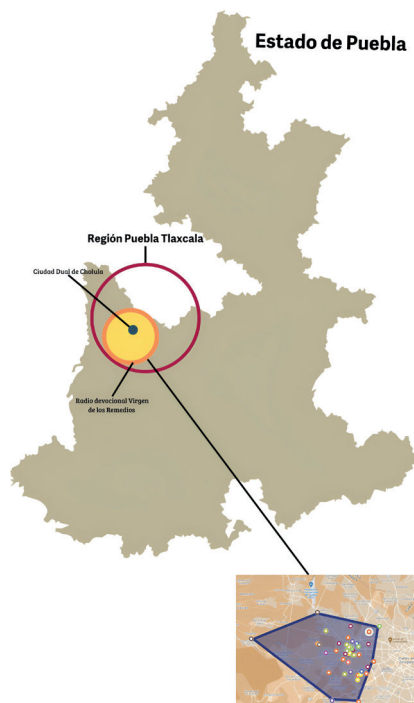 Estado de Puebla
Región Puebla Tlaxcala
Ciudad Dual de Cholula
Radio devocional Virgen
de los Remedios